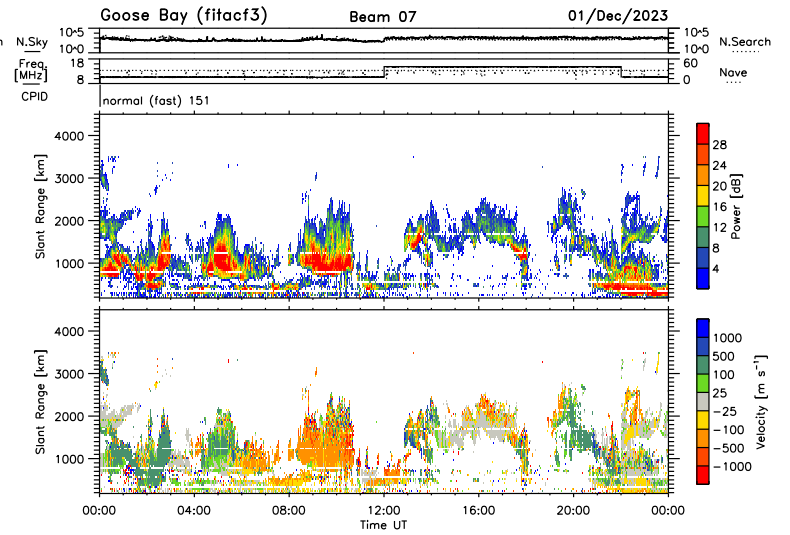 Goose Bay (fitacf3) Beam 07 01/Dec/2023
n N.Sky 10^5 10^0 10^5 10^0 N.Search
Freq. [MHz] 18 8 60 0 Nave
CPID normal (fast) 151
Slant Range [km] 4000 3000 2000 1000
Power [dB] 28 24 20 16 12 8 4
Slant Range [km] 4000 3000 2000 1000
Velocity [m s⁻¹] 1000 500 100 25 −25 −100 −500 −1000
00:00 04:00 08:00 12:00 16:00 20:00 00:00
Time UT